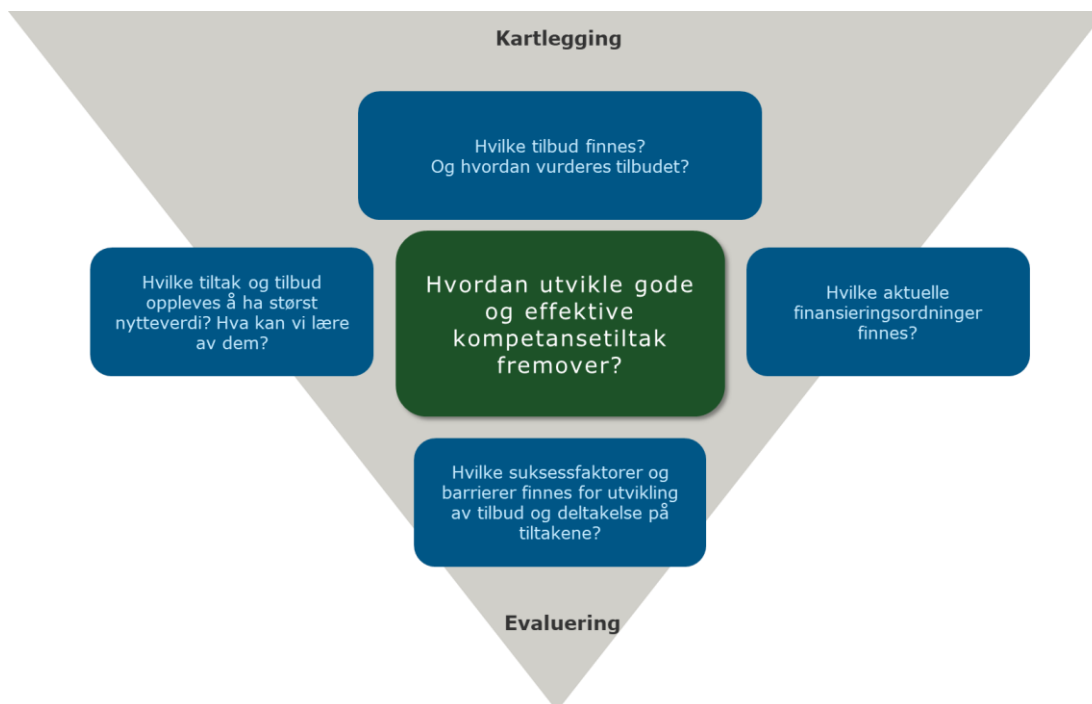 Kartlegging
Hvilke tilbud finnes?
Og hvordan vurderes tilbudet?
Hvilke tiltak og tilbud
oppleves å ha størst
nytteverdi? Hva kan vi lære
av dem?
Hvordan utvikle gode
og effektive
kompetansetiltak
fremover?
Hvilke aktuelle
finansieringsordninger
finnes?
Hvilke suksessfaktorer og
barrierer finnes for utvikling
av tilbud og deltakelse på
tiltakene?
Evaluering